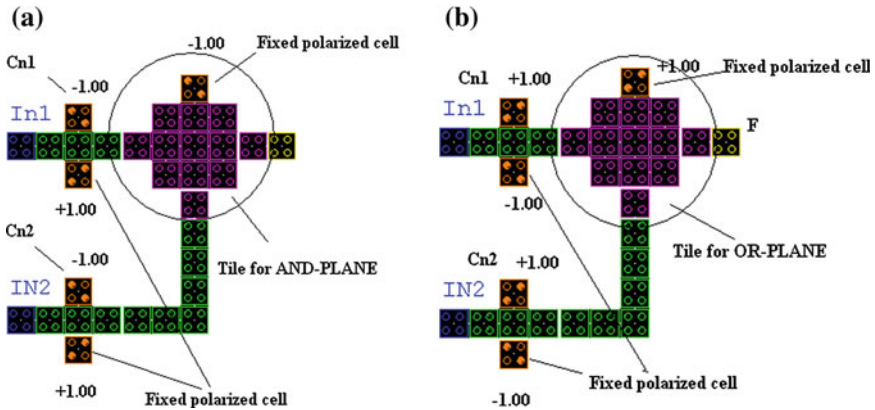 (a)
-1.00
Fixed polarized cell
Cn1
-1.00
In1
+1.00
Cn2
-1.00
Tile for AND-PLANE
IN2
+1.00
Fixed polarized cell
(b)
+1.00
Fixed polarized cell
Cn1
+1.00
In1
F
-1.00
Cn2
+1.00
Tile for OR-PLANE
IN2
Fixed polarized cell
-1.00